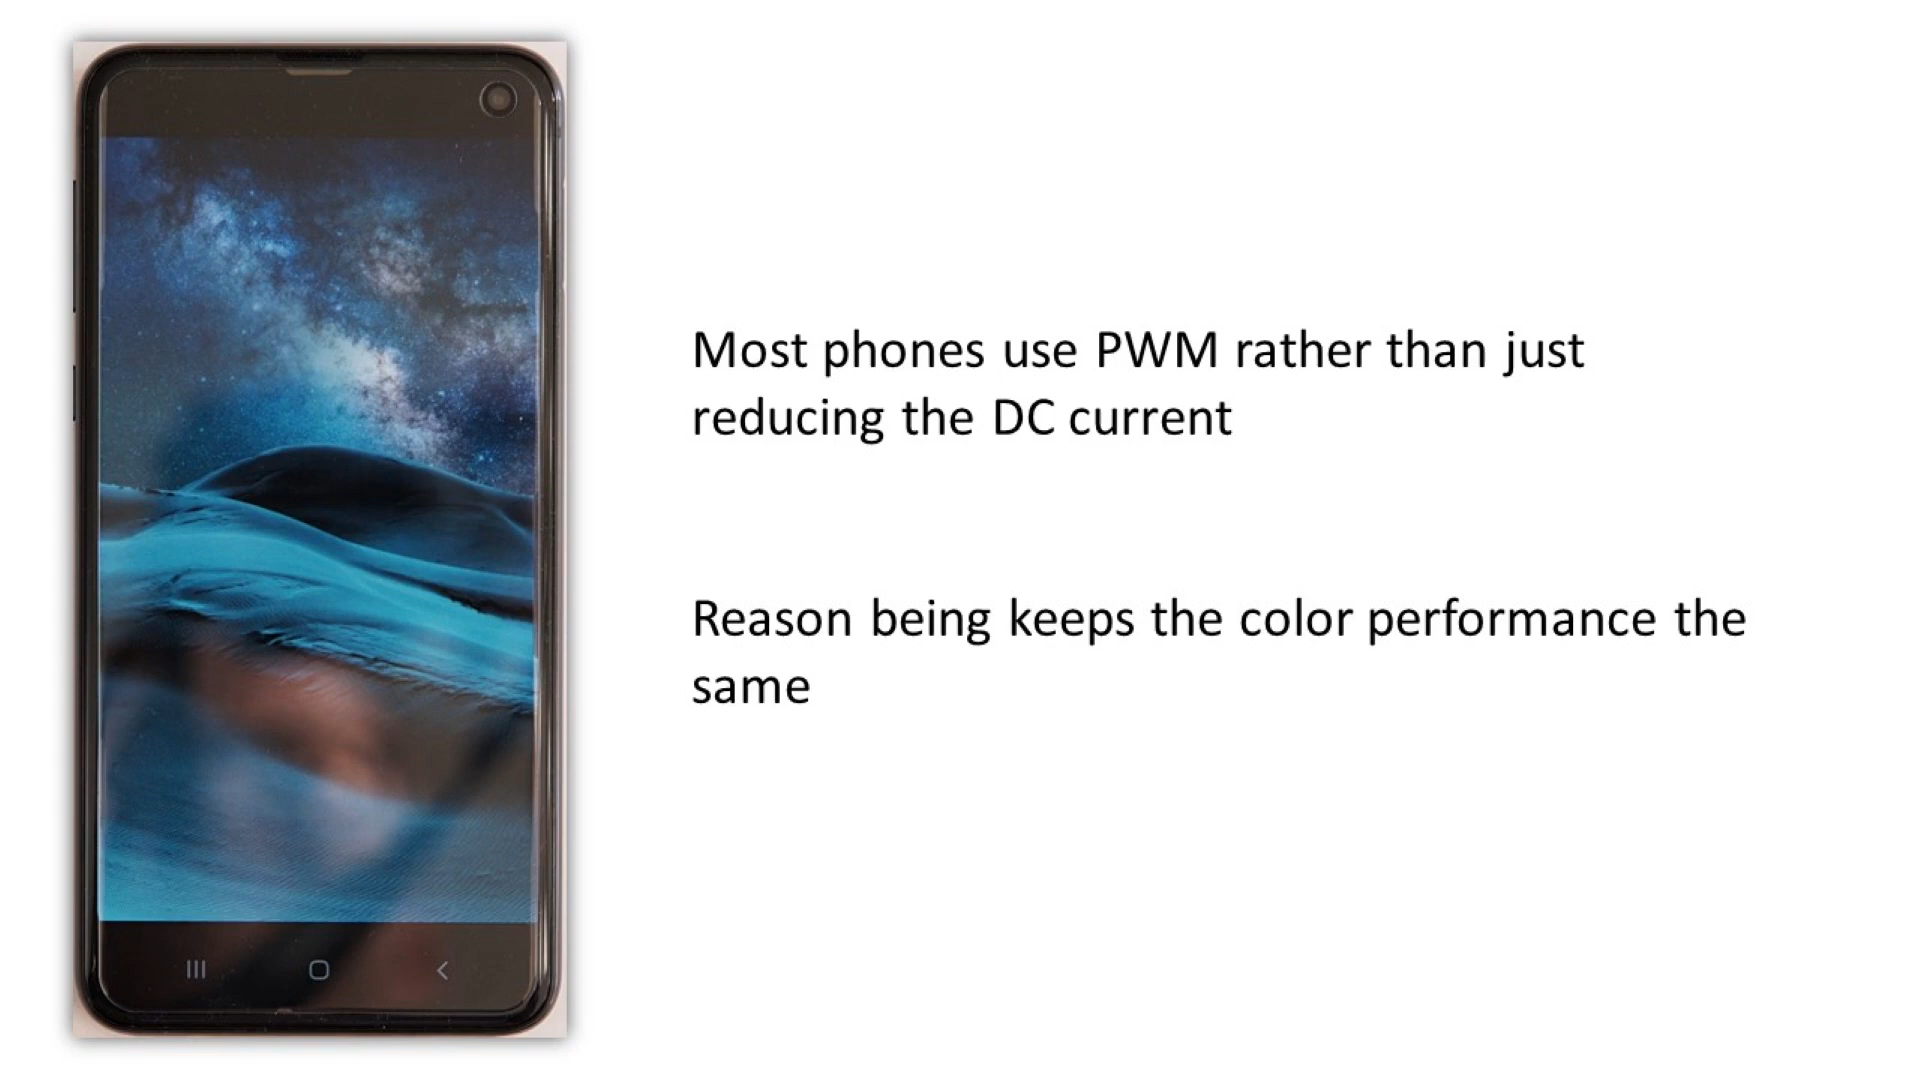 Most phones use PWM rather than just
reducing the DC current
Reason being keeps the color performance the
same